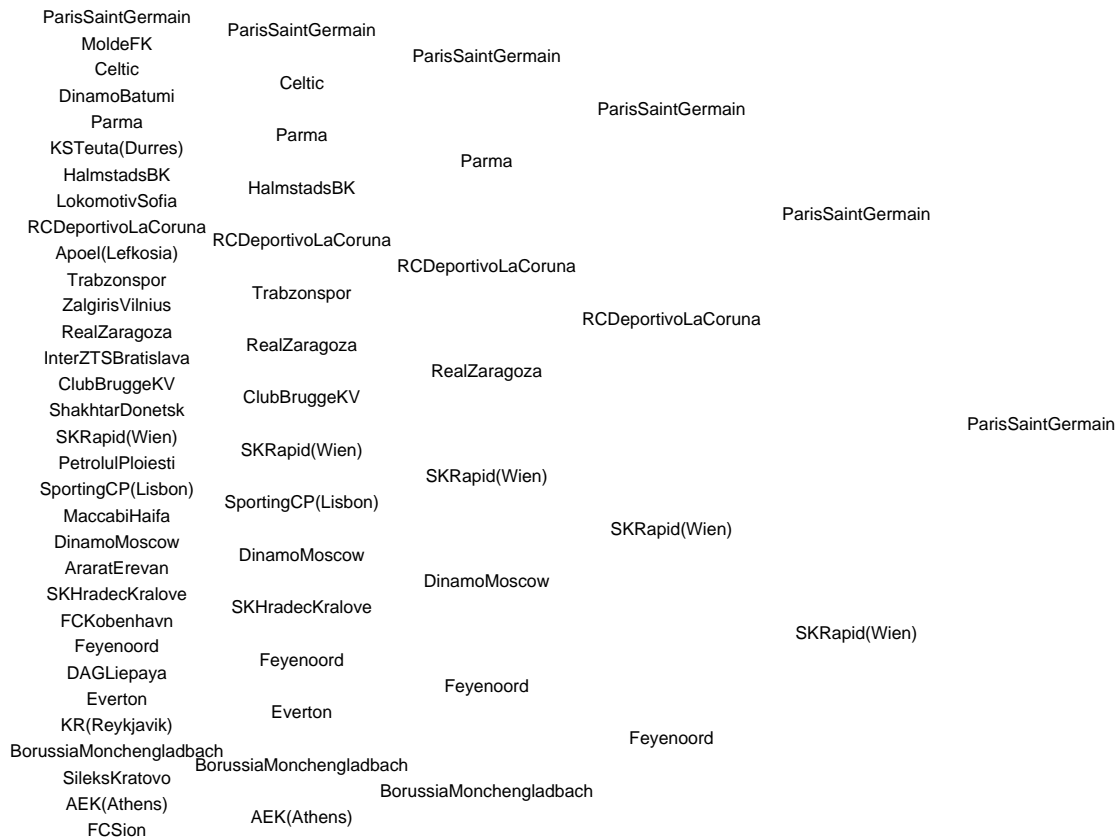 ParisSaintGermain
ParisSaintGermain
MoldeFK
ParisSaintGermain
Celtic
Celtic
DinamoBatumi
ParisSaintGermain
Parma
Parma
KSTeuta(Durres)
Parma
HalmstadsBK
HalmstadsBK
LokomotivSofia
ParisSaintGermain
RCDeportivoLaCoruna
RCDeportivoLaCoruna
Apoel(Lefkosia)
RCDeportivoLaCoruna
Trabzonspor
Trabzonspor
ZalgirisVilnius
RCDeportivoLaCoruna
RealZaragoza
RealZaragoza
InterZTSBratislava
RealZaragoza
ClubBruggeKV
ClubBruggeKV
ShakhtarDonetsk
ParisSaintGermain
SKRapid(Wien)
SKRapid(Wien)
PetrolulPloiesti
SKRapid(Wien)
SportingCP(Lisbon)
SportingCP(Lisbon)
MaccabiHaifa
SKRapid(Wien)
DinamoMoscow
DinamoMoscow
AraratErevan
DinamoMoscow
SKHradecKralove
SKHradecKralove
FCKobenhavn
SKRapid(Wien)
Feyenoord
Feyenoord
DAGLiepaya
Feyenoord
Everton
Everton
KR(Reykjavik)
Feyenoord
BorussiaMonchengladbach
BorussiaMonchengladbach
SileksKratovo
BorussiaMonchengladbach
AEK(Athens)
AEK(Athens)
FCSion